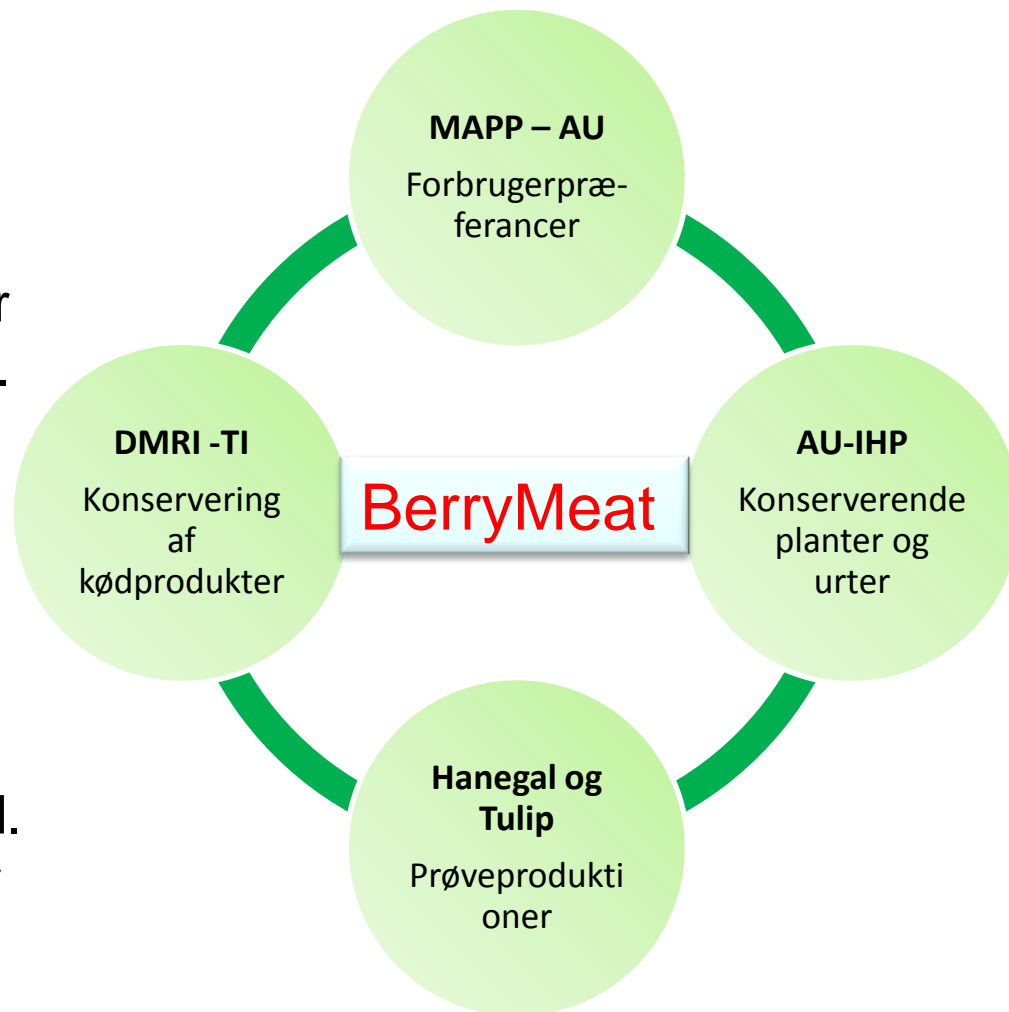 MAPP – AU
Forbrugerpræ-
ferancer
DMRI -TI
Konservering
af
kødprodukter
BerryMeat
AU-IHP
Konserverende
planter og
urter
Hanegal og
Tulip
Prøveprodukti
oner